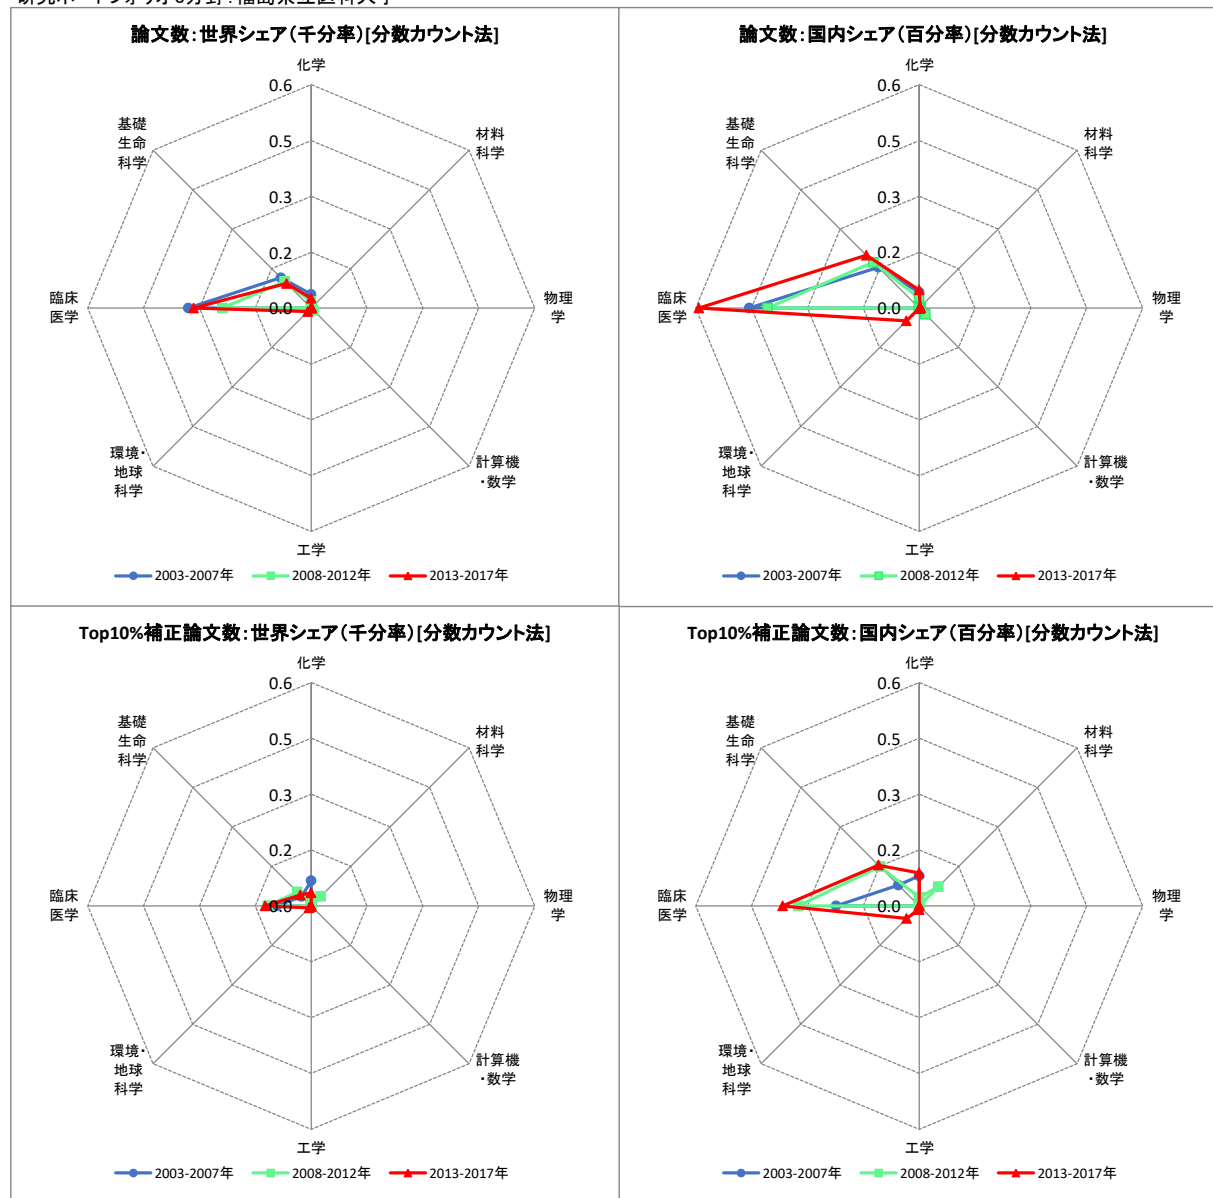 論文数：世界シェア（千分率）[分数カウント法]
化学
0.6
0.5
0.3
0.2
0.0
材料
科学
物理
学
計算機
・数学
工学
環境・
地球
科学
臨床
医学
基礎
生命
科学
2003-2007年
2008-2012年
2013-2017年
論文数：国内シェア（百分率）[分数カウント法]
化学
0.6
0.5
0.3
0.2
0.0
材料
科学
物理
学
計算機
・数学
工学
環境・
地球
科学
臨床
医学
基礎
生命
科学
2003-2007年
2008-2012年
2013-2017年
Top10%補正論文数：世界シェア（千分率）[分数カウント法]
化学
0.6
0.5
0.3
0.2
0.0
材料
科学
物理
学
計算機
・数学
工学
環境・
地球
科学
臨床
医学
基礎
生命
科学
2003-2007年
2008-2012年
2013-2017年
Top10%補正論文数：国内シェア（百分率）[分数カウント法]
化学
0.6
0.5
0.3
0.2
0.0
材料
科学
物理
学
計算機
・数学
工学
環境・
地球
科学
臨床
医学
基礎
生命
科学
2003-2007年
2008-2012年
2013-2017年